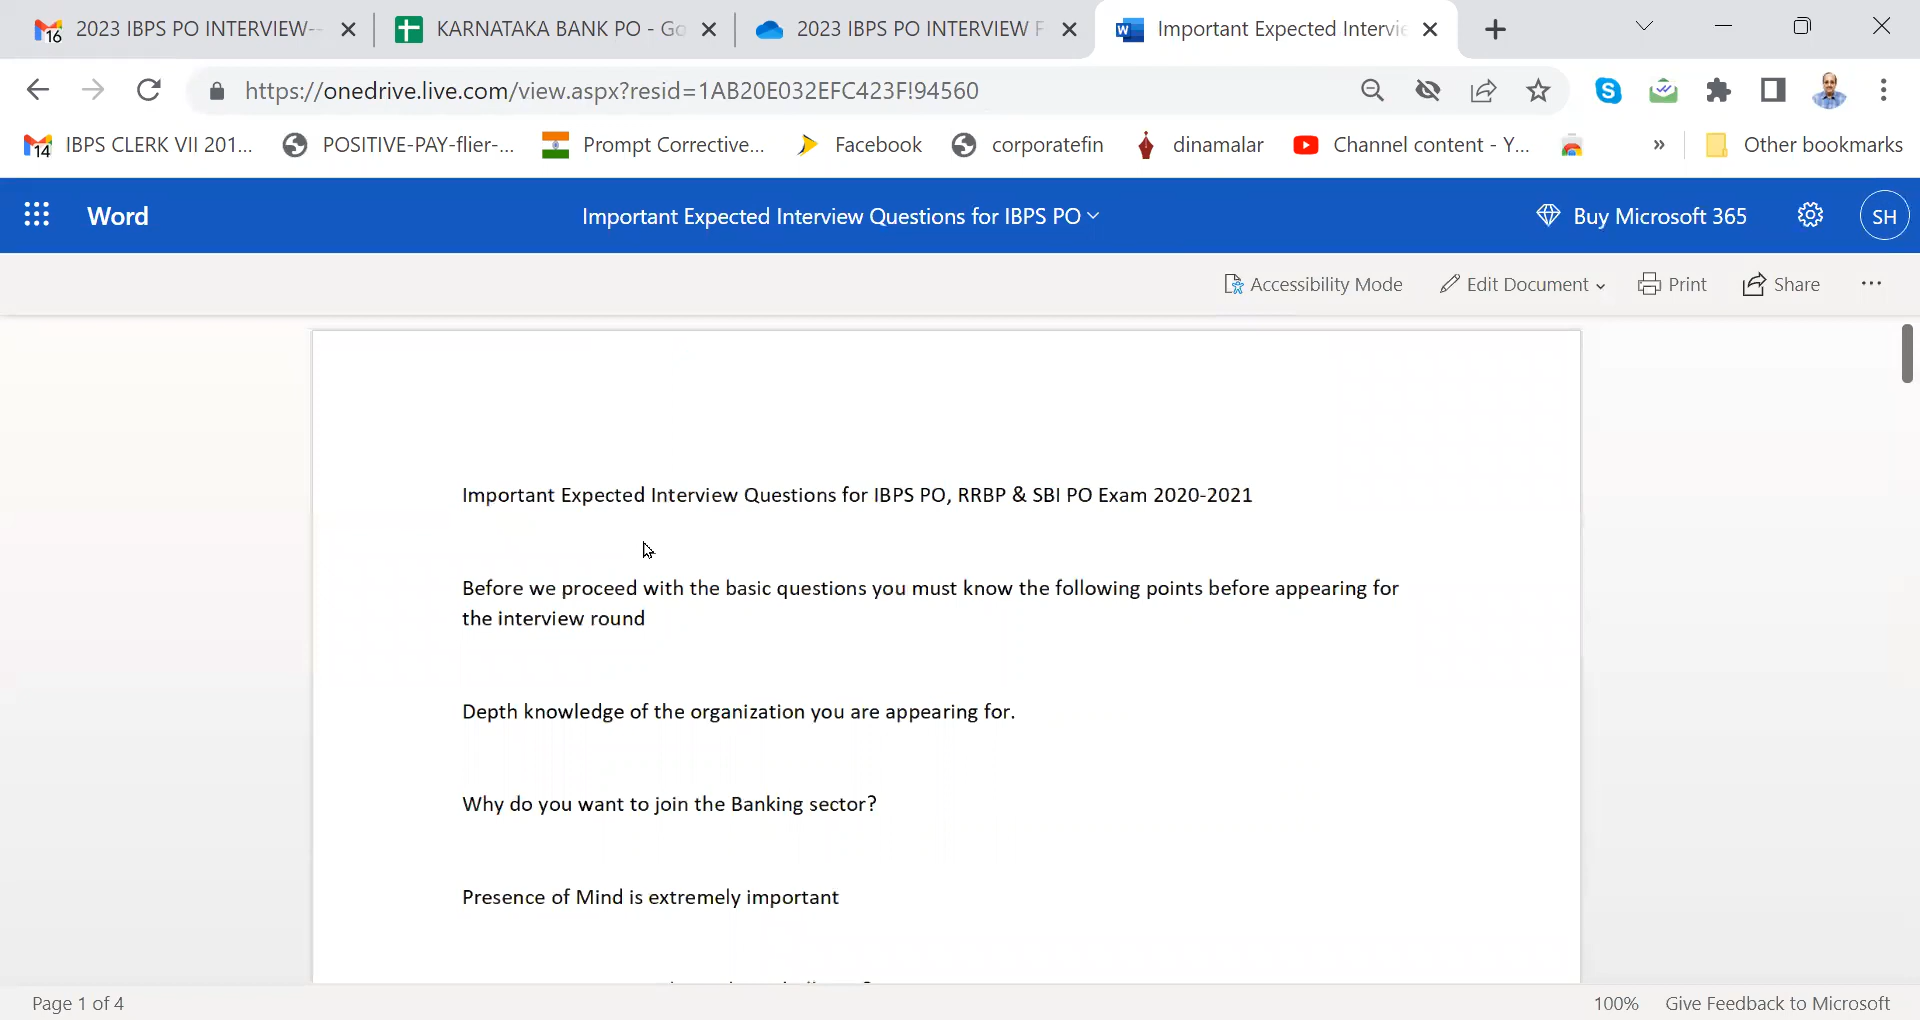 2023 IBPS PO INTERVIEW-
KARNATAKA BANK PO - Go
2023 IBPS PO INTERVIEW F
Important Expected Intervie
https://onedrive.live.com/view.aspx?resid=1AB20E032EFC423F!94560
IBPS CLERK VII 201...
POSITIVE-PAY-flier-...
Prompt Corrective...
Facebook
corporatefin
dinamalar
Channel content - Y...
»
Other bookmarks
Word
Important Expected Interview Questions for IBPS PO
Buy Microsoft 365
SH
Accessibility Mode
Edit Document
Print
Share
...
Important Expected Interview Questions for IBPS PO, RRBP & SBI PO Exam 2020-2021
Before we proceed with the basic questions you must know the following points before appearing for
the interview round
Depth knowledge of the organization you are appearing for.
Why do you want to join the Banking sector?
Presence of Mind is extremely important
Page 1 of 4
100%
Give Feedback to Microsoft